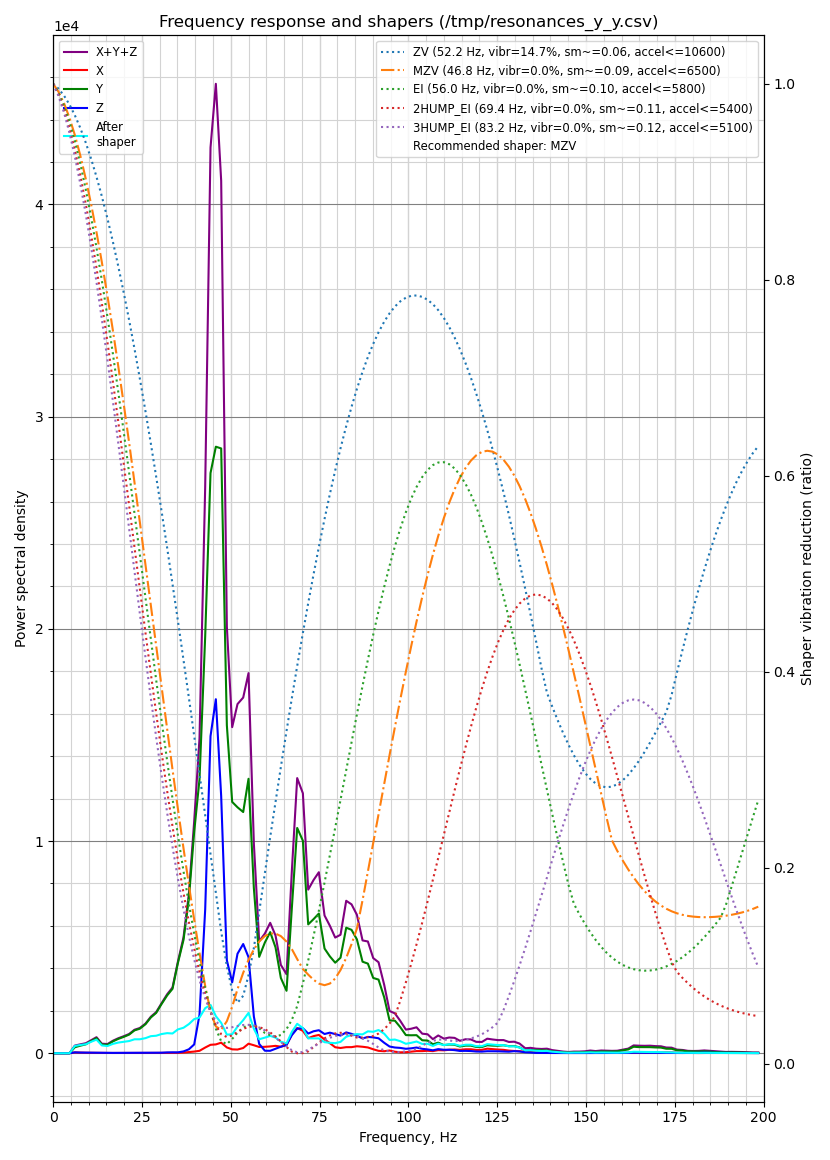 Frequency response and shapers (/tmp/resonances_y_y.csv)
1e4
X+Y+Z
X
Y
Z
After
shaper
ZV (52.2 Hz, vibr=14.7%, sm~=0.06, accel<=10600)
MZV (46.8 Hz, vibr=0.0%, sm~=0.09, accel<=6500)
EI (56.0 Hz, vibr=0.0%, sm~=0.10, accel<=5800)
2HUMP_EI (69.4 Hz, vibr=0.0%, sm~=0.11, accel<=5400)
3HUMP_EI (83.2 Hz, vibr=0.0%, sm~=0.12, accel<=5100)
Recommended shaper: MZV
4
3
2
1
0
Power spectral density
1.0
0.8
0.6
0.4
0.2
0.0
Shaper vibration reduction (ratio)
0 25 50 75 100 125 150 175 200
Frequency, Hz